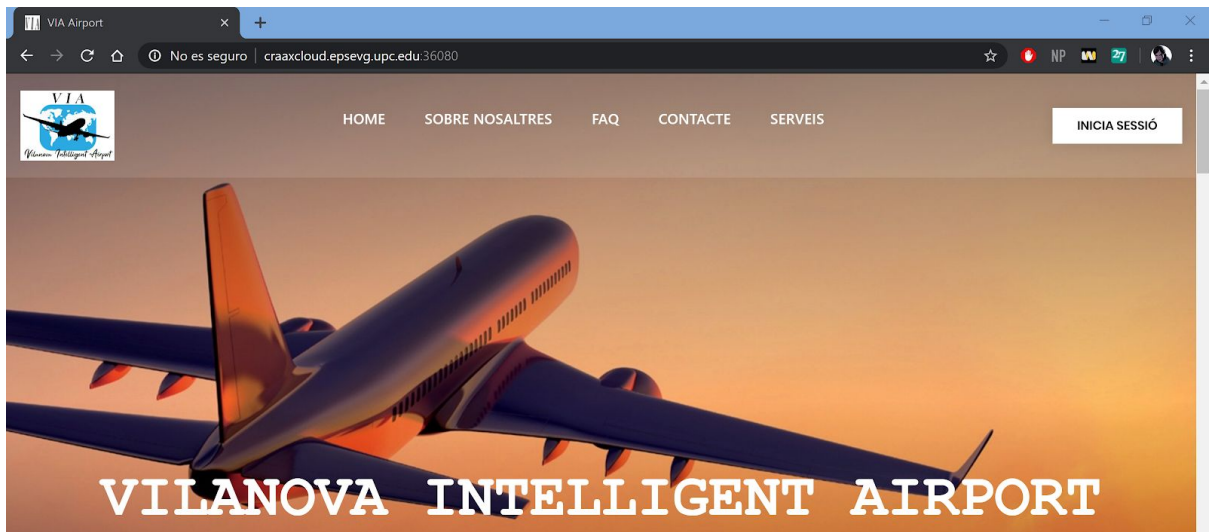 VIA Airport
No es seguro | craaxcloud.epsevg.upc.edu:36080
NP
27
VIA
Vilanova Intelligent Airport
HOME SOBRE NOSALTRES FAQ CONTACTE SERVEIS
INICIA SESSIÓ
VILANOVA INTELLIGENT AIRPORT